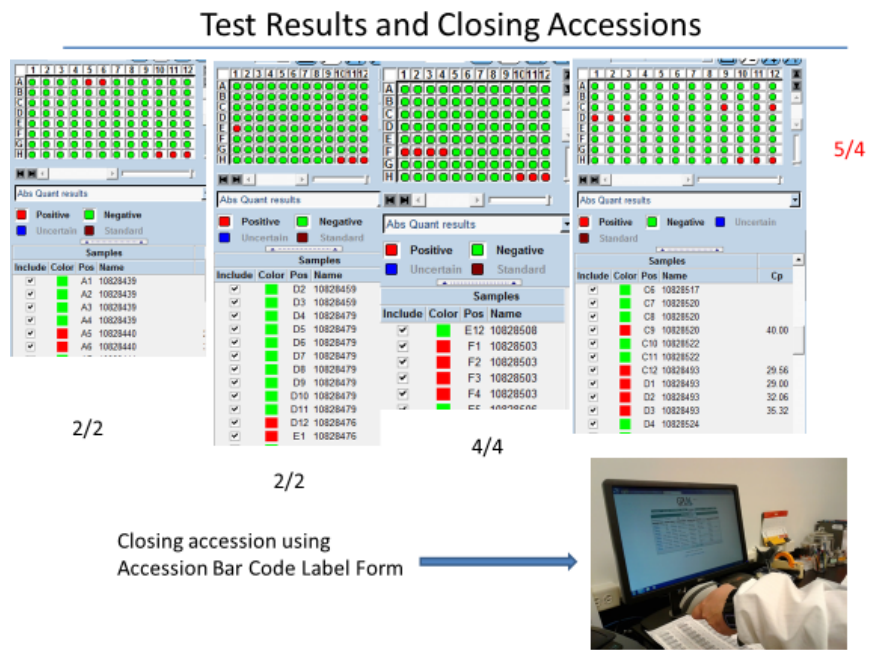 Test Results and Closing Accessions
1 2 3 4 5 6 7 8 9 10 11 12
A
B
C
D
E
F
G
H
Abs Quant results
Positive Negative
Uncertain Standard
Samples
Include Color Pos Name
A1 10828439
A2 10828439
A3 10828439
A4 10828439
A5 10828440
A6 10828440
2/2
1 2 3 4 5 6 7 8 9 10 11 12
A
B
C
D
E
F
G
H
Abs Quant results
Positive Negative
Uncertain Standard
Samples
Include Color Pos Name
D2 10828459
D3 10828459
D4 10828479
D5 10828479
D6 10828479
D7 10828479
D8 10828479
D9 10828479
D10 10828479
D11 10828479
D12 10828476
E1 10828476
2/2
1 2 3 4 5 6 7 8 9 10 11 12
A
B
C
D
E
F
G
H
Abs Quant results
Positive Negative
Uncertain Standard
Samples
Include Color Pos Name
E12 10828508
F1 10828503
F2 10828503
F3 10828503
F4 10828503
4/4
1 2 3 4 5 6 7 8 9 10 11 12
A
B
C
D
E
F
G
H
Abs Quant results
Positive Negative Uncertain
Standard
Samples
Include Color Pos Name Cp
C6 10828517
C7 10828520
C8 10828520
C9 10828520 40.00
C10 10828522
C11 10828522
C12 10828493 29.56
D1 10828493 29.00
D2 10828493 32.06
D3 10828493 35.32
D4 10828524
5/4
Closing accession using
Accession Bar Code Label Form